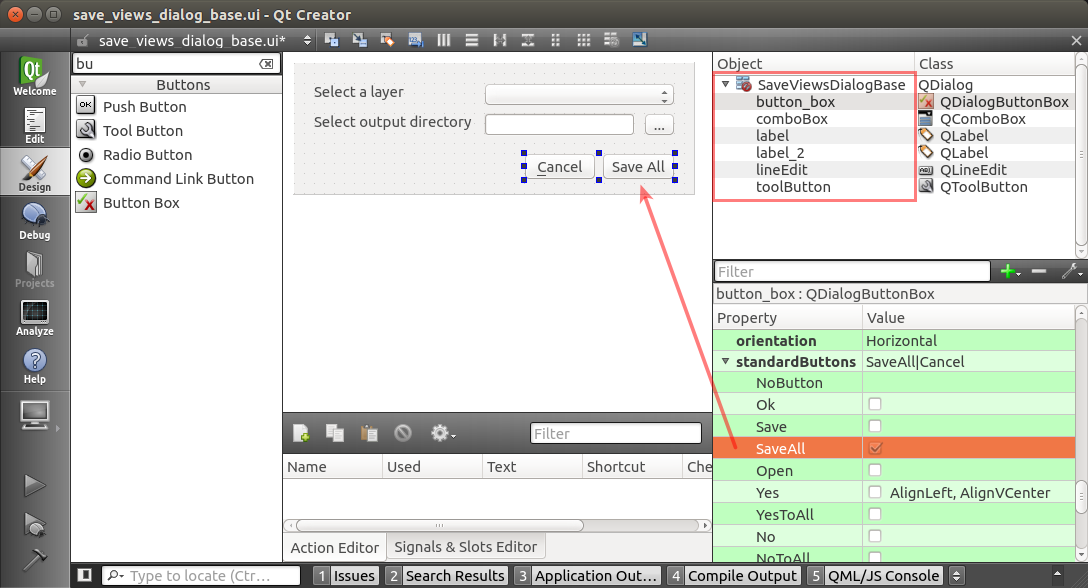 save_views_dialog_base.ui - Qt Creator
save_views_dialog_base.ui*
Qt
Welcome
Edit
Design
Debug
Projects
Analyze
Help
bu
Buttons
OK Push Button
Tool Button
Radio Button
Command Link Button
Button Box
Select a layer
Select output directory
...
Cancel
Save All
Filter
Name Used Text Shortcut Che
Action Editor Signals & Slots Editor
Object Class
SaveViewsDialogBase QDialog
button_box QDialogButtonBox
comboBox QComboBox
label QLabel
label_2 QLabel
lineEdit QLineEdit
toolButton QToolButton
Filter
button_box : QDialogButtonBox
Property Value
orientation Horizontal
standardButtons SaveAll|Cancel
NoButton
Ok
Save
SaveAll
Open
Yes AlignLeft, AlignVCenter
YesToAll
No
NoToAll
Type to locate (Ctr...
1 Issues 2 Search Results 3 Application Out... 4 Compile Output 5 QML/JS Console